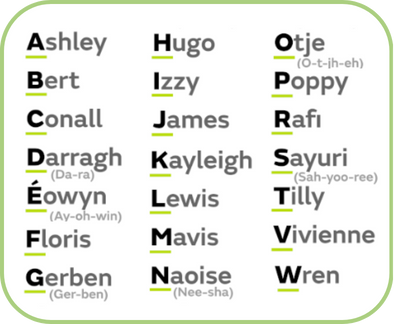 Ashley
Bert
Conall
Darragh
(Da-ra)
Éowyn
(Ay-oh-win)
Floris
Gerben
(Ger-ben)
Hugo
Izzy
James
Kayleigh
Lewis
Mavis
Naoise
(Nee-sha)
Otje
(O-t-jh-eh)
Poppy
Rafi
Sayuri
(Sah-yoo-ree)
Tilly
Vivienne
Wren